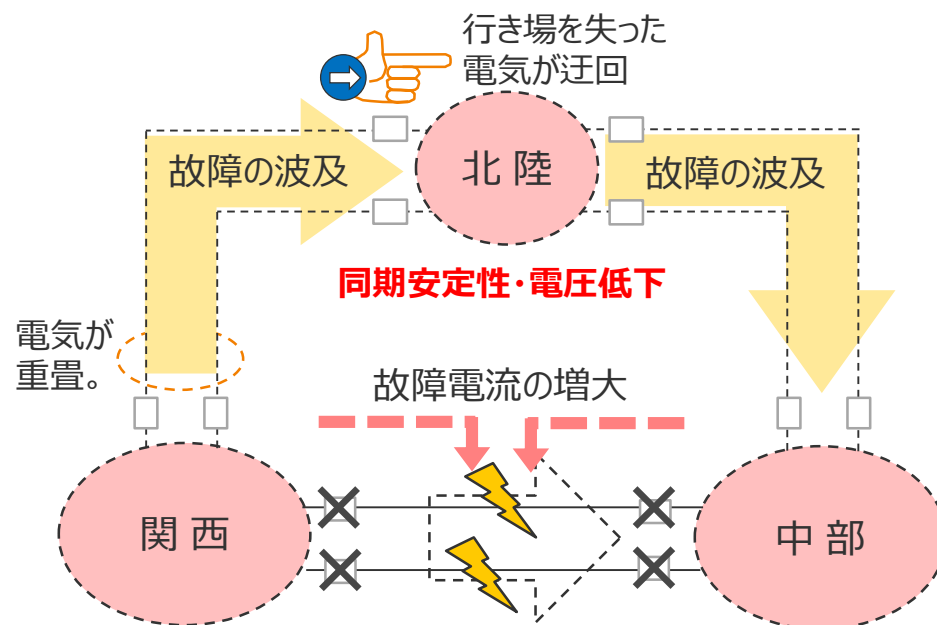 行き場を失った
電気が迂回
故障の波及
北 陸
故障の波及
同期安定性・電圧低下
電気が
重畳。
故障電流の増大
関 西
中 部